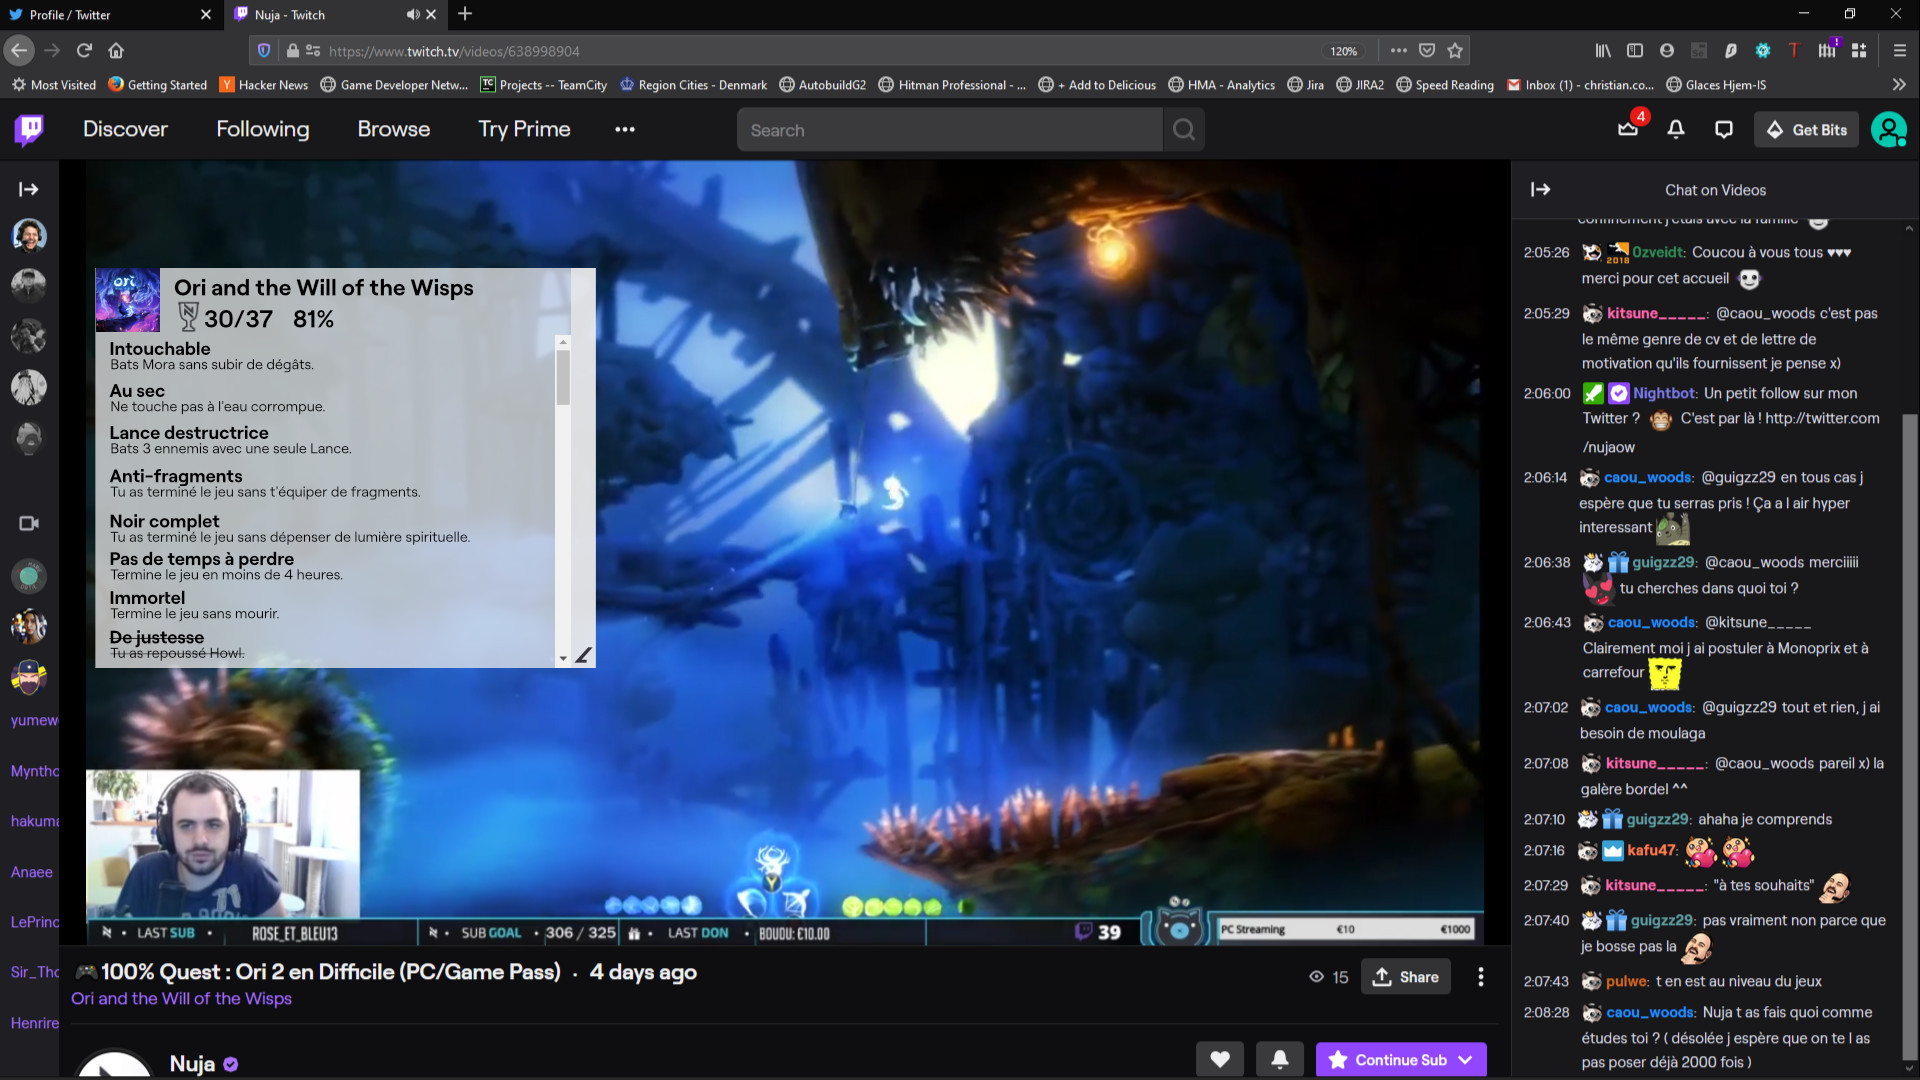 Profile / Twitter
Nuja - Twitch
https://www.twitch.tv/videos/638998904
120%
Most Visited
Getting Started
Hacker News
Game Developer Netw...
Projects -- TeamCity
Region Cities - Denmark
AutobuildG2
Hitman Professional - ...
+ Add to Delicious
HMA - Analytics
Jira
JIRA2
Speed Reading
Inbox (1) - christian.co...
Glaces Hjem-IS
Discover
Following
Browse
Try Prime
Search
4
Get Bits
Ori and the Will of the Wisps
30/37 81%
Intouchable
Bats Mora sans subir de dégâts.
Au sec
Ne touche pas à l'eau corrompue.
Lance destructrice
Bats 3 ennemis avec une seule Lance.
Anti-fragments
Tu as terminé le jeu sans t'équiper de fragments.
Noir complet
Tu as terminé le jeu sans dépenser de lumière spirituelle.
Pas de temps à perdre
Termine le jeu en moins de 4 heures.
Immortel
Termine le jeu sans mourir.
De justesse
Tu as repoussé Howl.
yumew
Myntho
hakuma
Anaee
LePrinc
Sir_Tho
Henrire
Y
LAST SUB • ROSE_ET_BLEU13
SUB GOAL • 306 / 325
LAST DON • BOUDU: €10.00
39
PC Streaming €10 €1000
100% Quest : Ori 2 en Difficile (PC/Game Pass) · 4 days ago
Ori and the Will of the Wisps
15
Share
Nuja
Continue Sub
Chat on Videos
confinement j étais avec la famille
2:05:26 0zveidt: Coucou à vous tous ♥♥♥
merci pour cet accueil
2:05:29 kitsune_____: @caou_woods c'est pas
le même genre de cv et de lettre de
motivation qu'ils fournissent je pense x)
2:06:00 Nightbot: Un petit follow sur mon
Twitter ? C'est par là ! http://twitter.com
/nujaow
2:06:14 caou_woods: @guigzz29 en tous cas j
espère que tu serras pris ! Ça a l air hyper
interessant
2:06:38 guigzz29: @caou_woods merciiiii
tu cherches dans quoi toi ?
2:06:43 caou_woods: @kitsune_____
Clairement moi j ai postuler à Monoprix et à
carrefour
2:07:02 caou_woods: @guigzz29 tout et rien, j ai
besoin de moulaga
2:07:08 kitsune_____: @caou_woods pareil x) la
galère bordel ^^
2:07:10 guigzz29: ahaha je comprends
2:07:16 kafu47:
2:07:29 kitsune_____: "à tes souhaits"
2:07:40 guigzz29: pas vraiment non parce que
je bosse pas la
2:07:43 pulwe: t en est au niveau du jeux
2:08:28 caou_woods: Nuja t as fais quoi comme
études toi ? ( désolée j espère que on te l as
pas poser déjà 2000 fois )